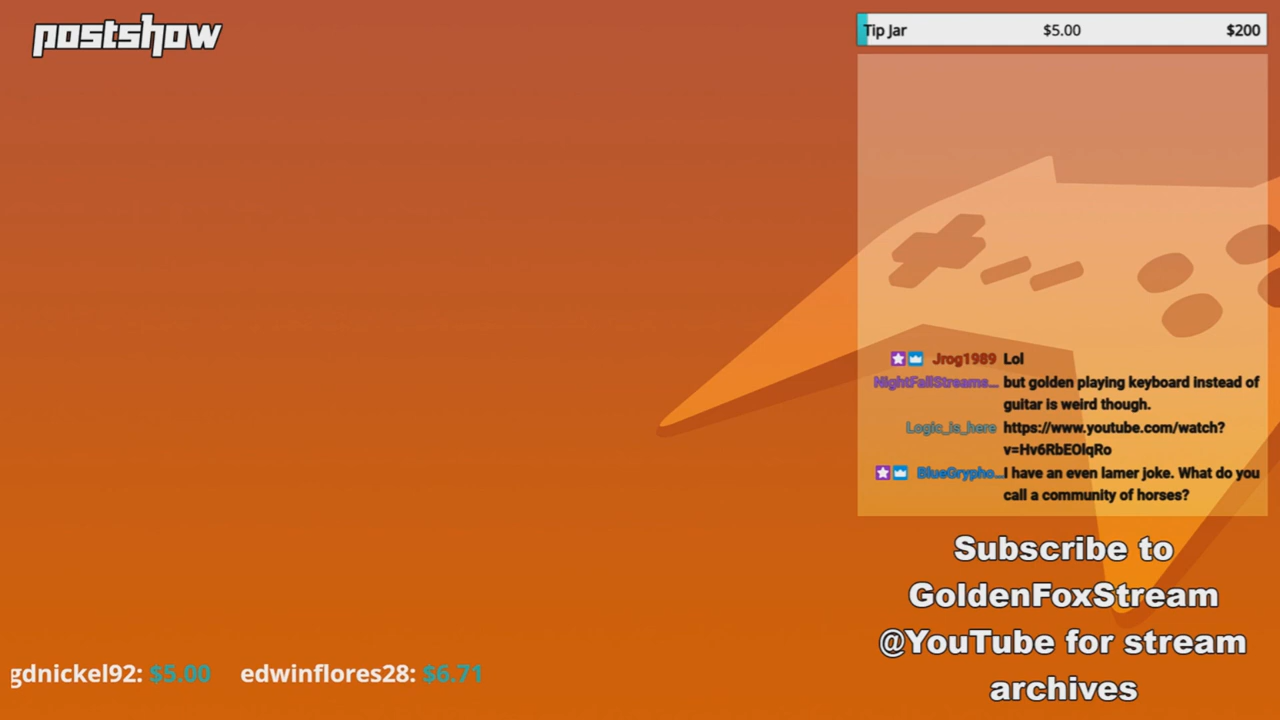 postshow
Tip Jar $5.00 $200
Jrog1989 Lol
NightFallStreams... but golden playing keyboard instead of
guitar is weird though.
Logic_is_here https://www.youtube.com/watch?
v=Hv6RbEOlqRo
BlueGrypho... I have an even lamer joke. What do you
call a community of horses?
Subscribe to
GoldenFoxStream
@YouTube for stream
archives
gdnickel92: $5.00 edwinflores28: $6.71